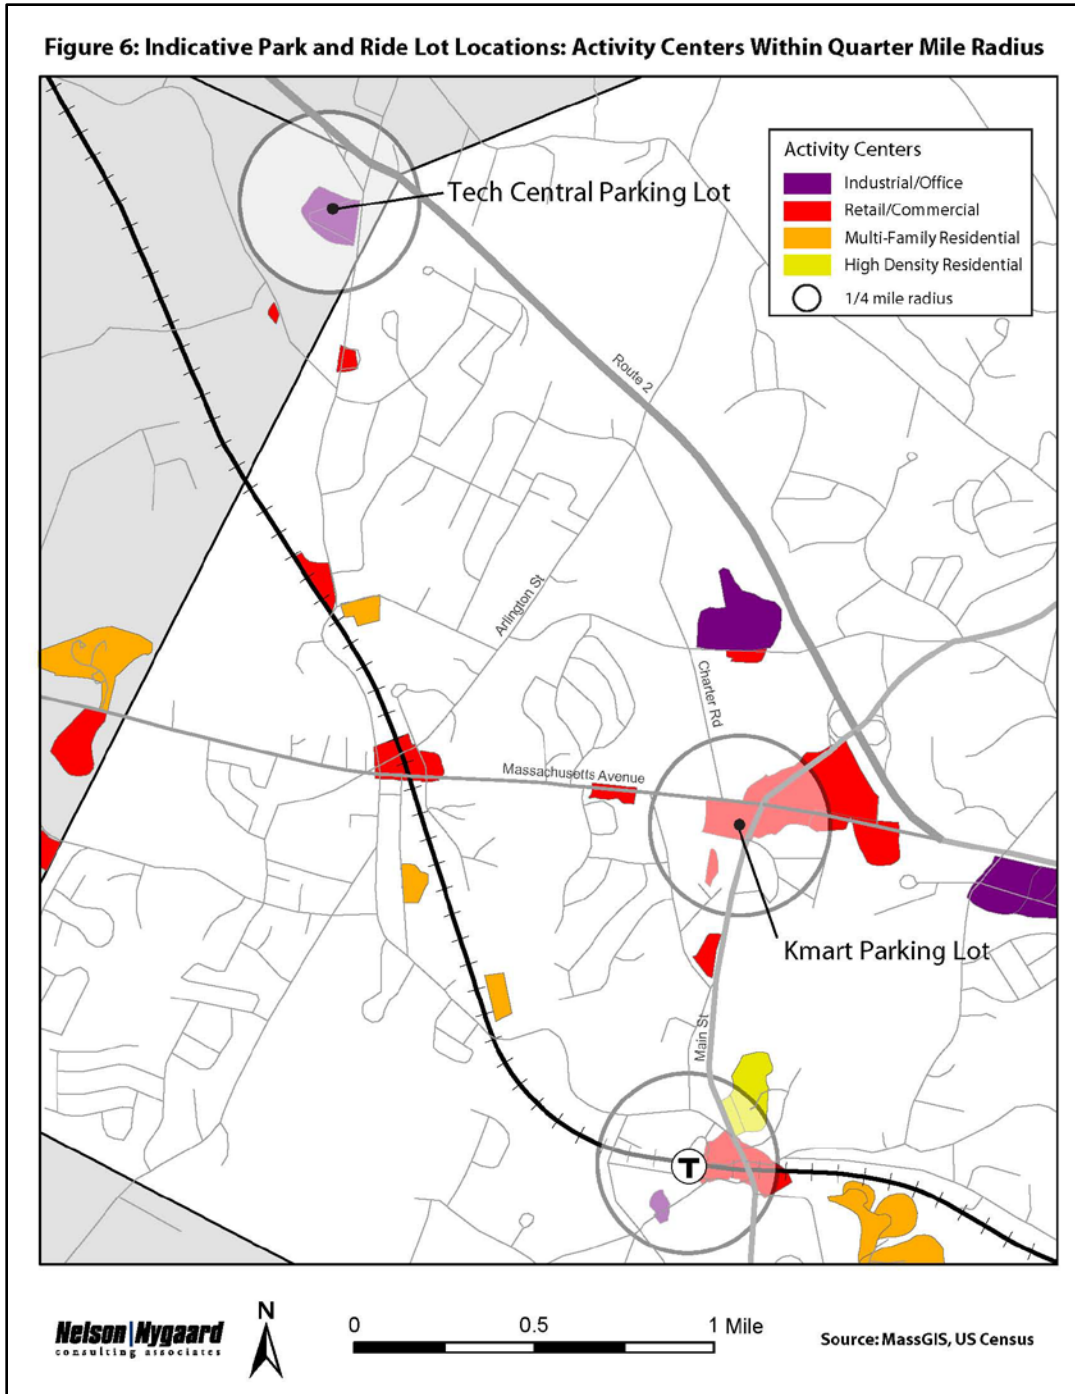 Figure 6: Indicative Park and Ride Lot Locations: Activity Centers Within Quarter Mile Radius
Activity Centers
Industrial/Office
Retail/Commercial
Multi-Family Residential
High Density Residential
1/4 mile radius
Tech Central Parking Lot
Route 2
Arlington St
Charter Rd
Massachusetts Avenue
Kmart Parking Lot
Main St
T
Nelson|Nygaard
consulting associates
N
0 0.5 1 Mile
Source: MassGIS, US Census